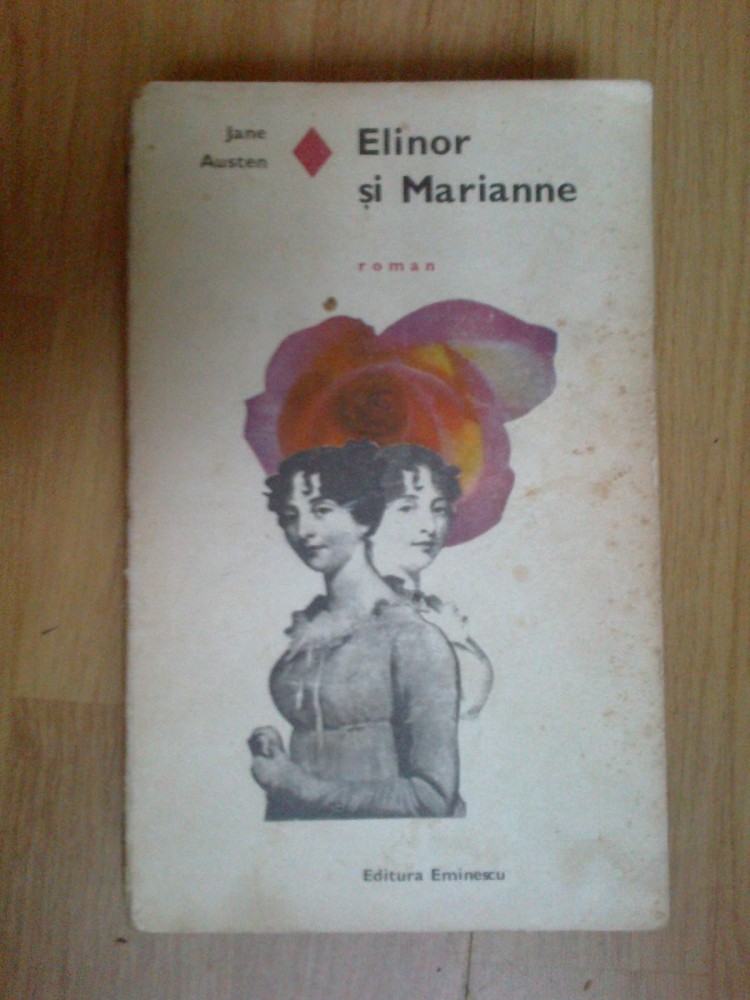 Jane
Austen
Elinor
și Marianne
roman
Editura Eminescu